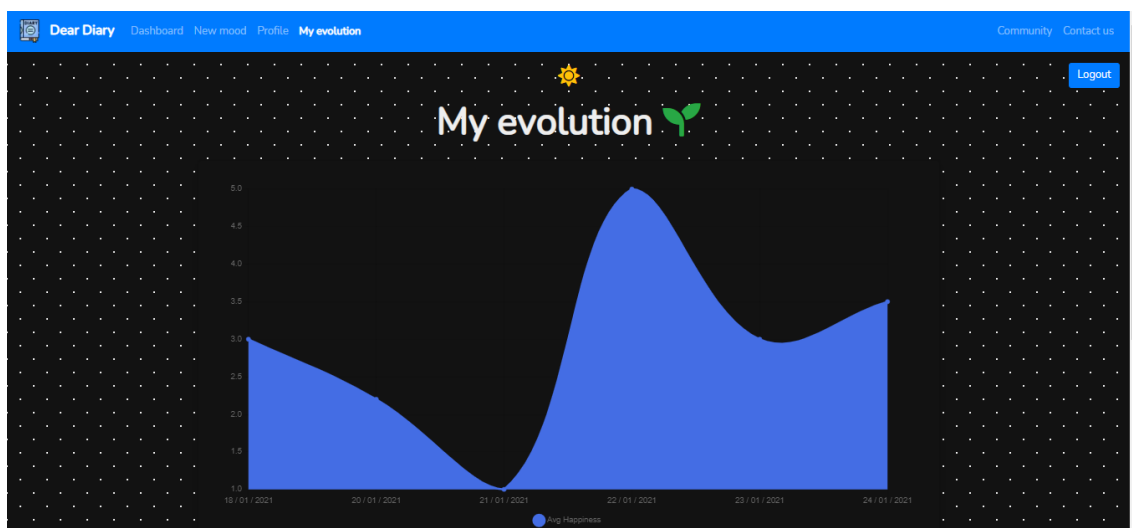 DIARY
Dear Diary Dashboard New mood Profile My evolution Community Contact us
Logout
My evolution
5.0
4.5
4.0
3.5
3.0
2.5
2.0
1.5
1.0
18 / 01 / 2021 20 / 01 / 2021 21 / 01 / 2021 22 / 01 / 2021 23 / 01 / 2021 24 / 01 / 2021
Avg Happiness